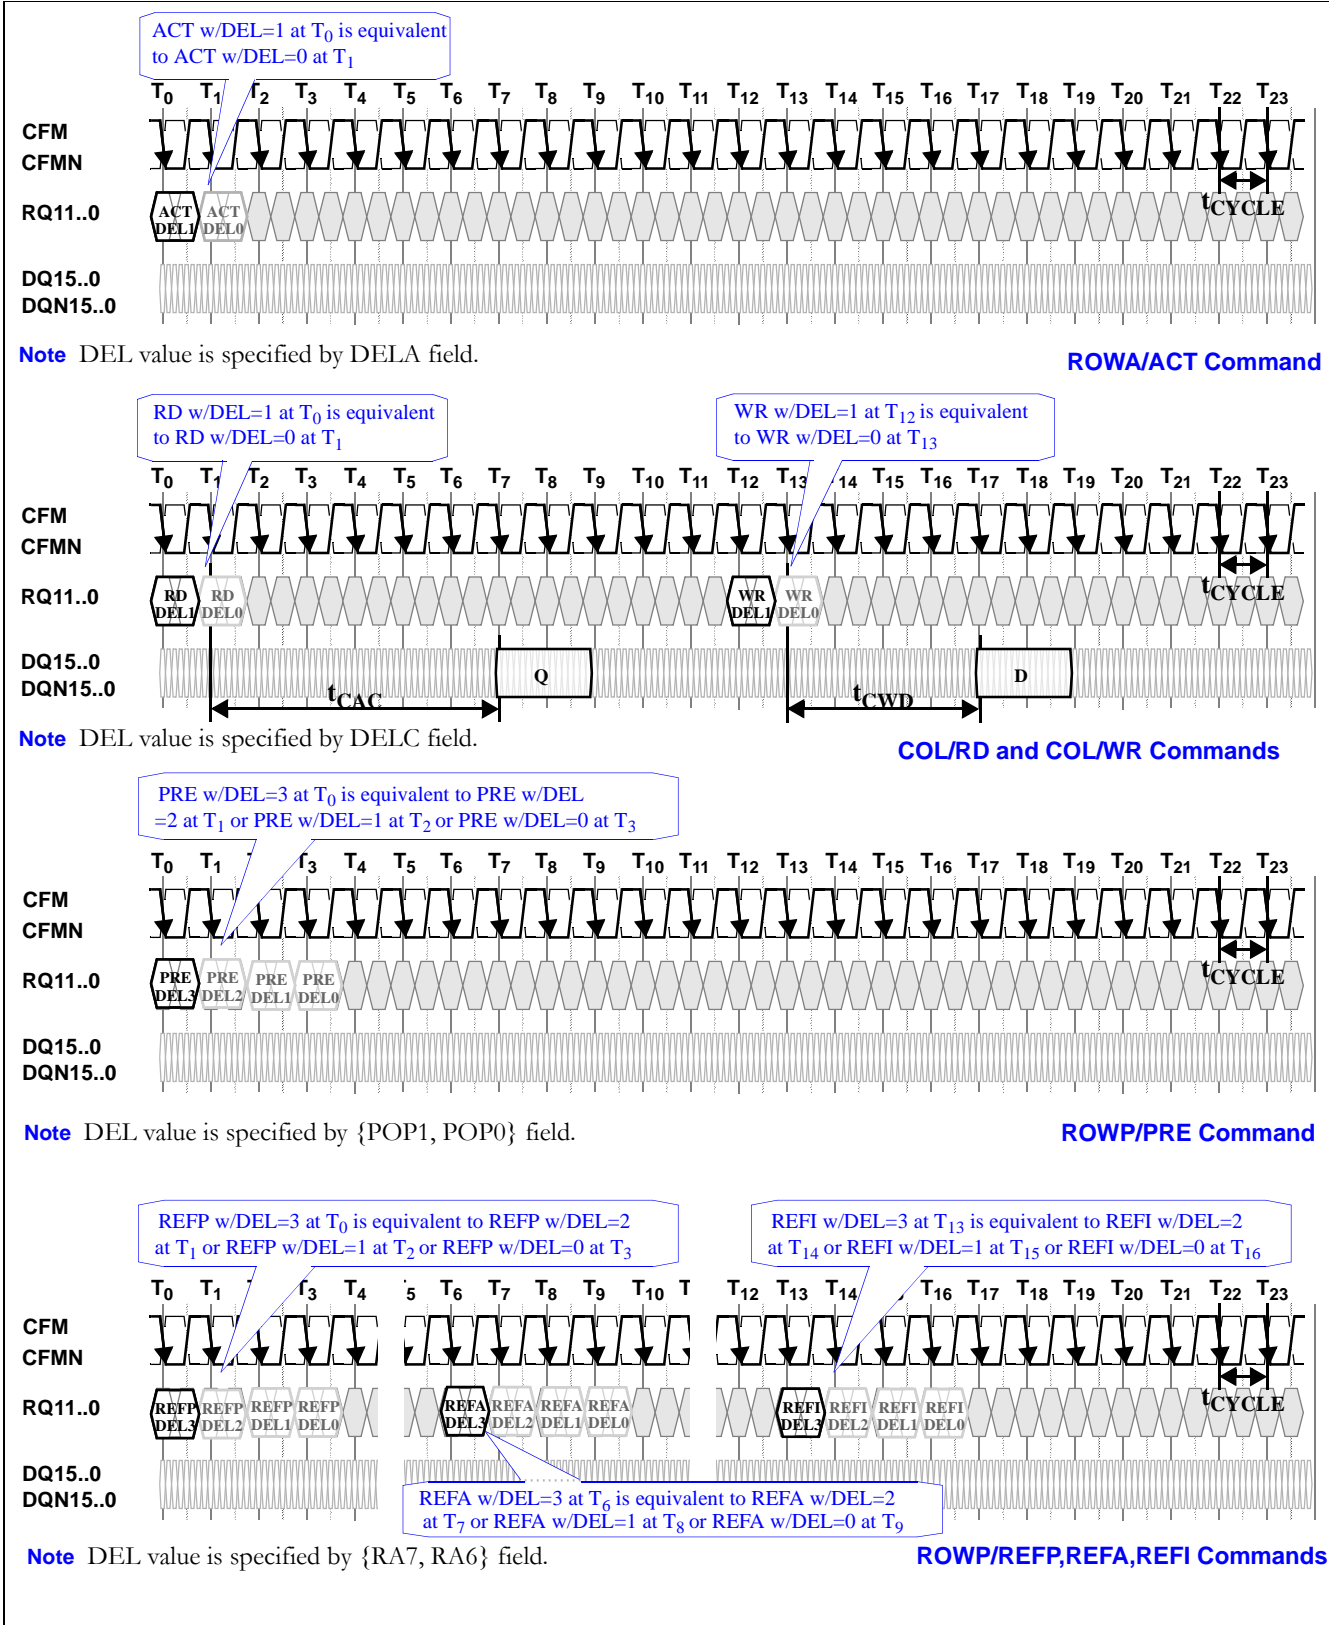 ACT w/DEL=1 at T0 is equivalent
to ACT w/DEL=0 at T1
T0 T1 T2 T3 T4 T5 T6 T7 T8 T9 T10 T11 T12 T13 T14 T15 T16 T17 T18 T19 T20 T21 T22 T23
CFM
CFMN
RQ11..0
ACT DEL1
ACT DEL0
tCYCLE
DQ15..0
DQN15..0
Note DEL value is specified by DELA field.
ROWA/ACT Command
RD w/DEL=1 at T0 is equivalent
to RD w/DEL=0 at T1
WR w/DEL=1 at T12 is equivalent
to WR w/DEL=0 at T13
T0 T1 T2 T3 T4 T5 T6 T7 T8 T9 T10 T11 T12 T13 T14 T15 T16 T17 T18 T19 T20 T21 T22 T23
CFM
CFMN
RQ11..0
RD DEL1
RD DEL0
WR DEL1
WR DEL0
tCYCLE
DQ15..0
DQN15..0
Q
D
tCAC
tCWD
Note DEL value is specified by DELC field.
COL/RD and COL/WR Commands
PRE w/DEL=3 at T0 is equivalent to PRE w/DEL
=2 at T1 or PRE w/DEL=1 at T2 or PRE w/DEL=0 at T3
T0 T1 T2 T3 T4 T5 T6 T7 T8 T9 T10 T11 T12 T13 T14 T15 T16 T17 T18 T19 T20 T21 T22 T23
CFM
CFMN
RQ11..0
PRE DEL3
PRE DEL2
PRE DEL1
PRE DEL0
tCYCLE
DQ15..0
DQN15..0
Note DEL value is specified by {POP1, POP0} field.
ROWP/PRE Command
REFP w/DEL=3 at T0 is equivalent to REFP w/DEL=2
at T1 or REFP w/DEL=1 at T2 or REFP w/DEL=0 at T3
REFI w/DEL=3 at T13 is equivalent to REFI w/DEL=2
at T14 or REFI w/DEL=1 at T15 or REFI w/DEL=0 at T16
T0 T1 T2 T3 T4 5 T6 T7 T8 T9 T10 T T12 T13 T14 T16 T17 T18 T19 T20 T21 T22 T23
CFM
CFMN
RQ11..0
REFP DEL3
REFP DEL2
REFP DEL1
REFP DEL0
REFA DEL3
REFA DEL2
REFA DEL1
REFA DEL0
REFI DEL3
REFI DEL2
REFI DEL1
REFI DEL0
tCYCLE
DQ15..0
DQN15..0
REFA w/DEL=3 at T6 is equivalent to REFA w/DEL=2
at T7 or REFA w/DEL=1 at T8 or REFA w/DEL=0 at T9
Note DEL value is specified by {RA7, RA6} field.
ROWP/REFP,REFA,REFI Commands